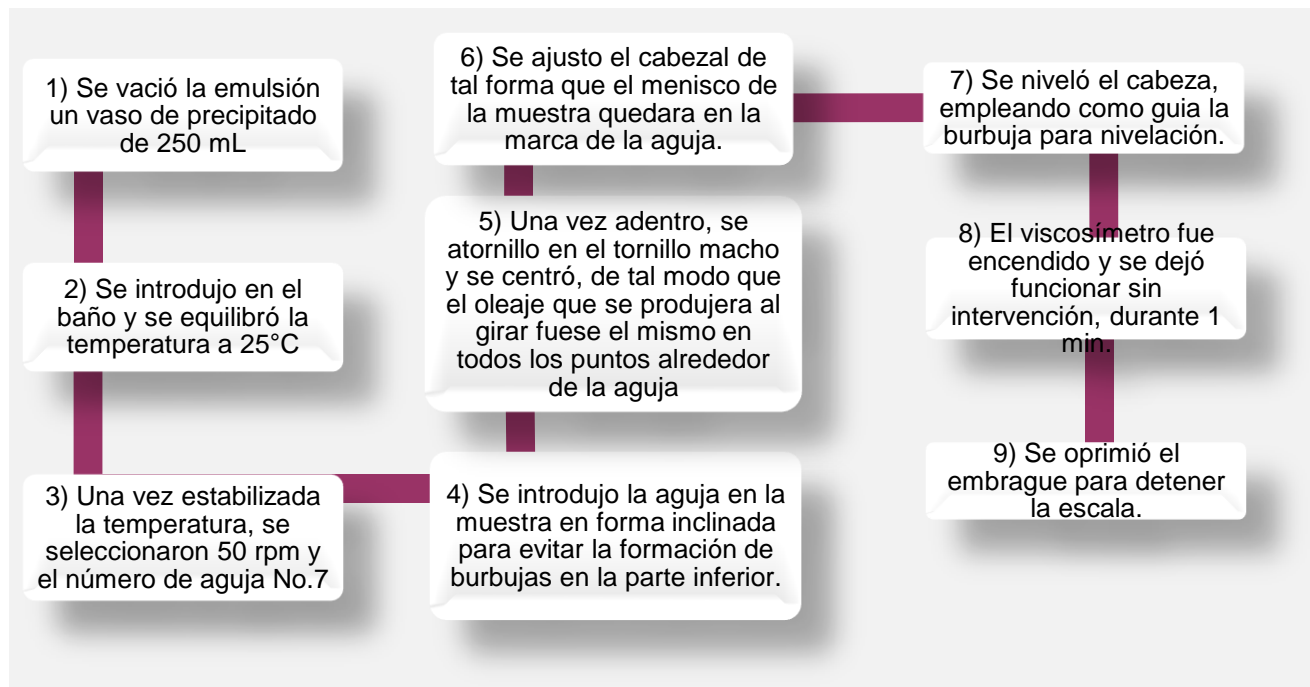 1) Se vació la emulsión
un vaso de precipitado
de 250 mL
2) Se introdujo en el
baño y se equilibró la
temperatura a 25°C
3) Una vez estabilizada
la temperatura, se
seleccionaron 50 rpm y
el número de aguja No.7
4) Se introdujo la aguja en la
muestra en forma inclinada
para evitar la formación de
burbujas en la parte inferior.
5) Una vez adentro, se
atornillo en el tornillo macho
y se centró, de tal modo que
el oleaje que se produjera al
girar fuese el mismo en
todos los puntos alrededor
de la aguja
6) Se ajusto el cabezal de
tal forma que el menisco de
la muestra quedara en la
marca de la aguja.
7) Se niveló el cabeza,
empleando como guia la
burbuja para nivelación.
8) El viscosímetro fue
encendido y se dejó
funcionar sin
intervención, durante 1
min.
9) Se oprimió el
embrague para detener
la escala.